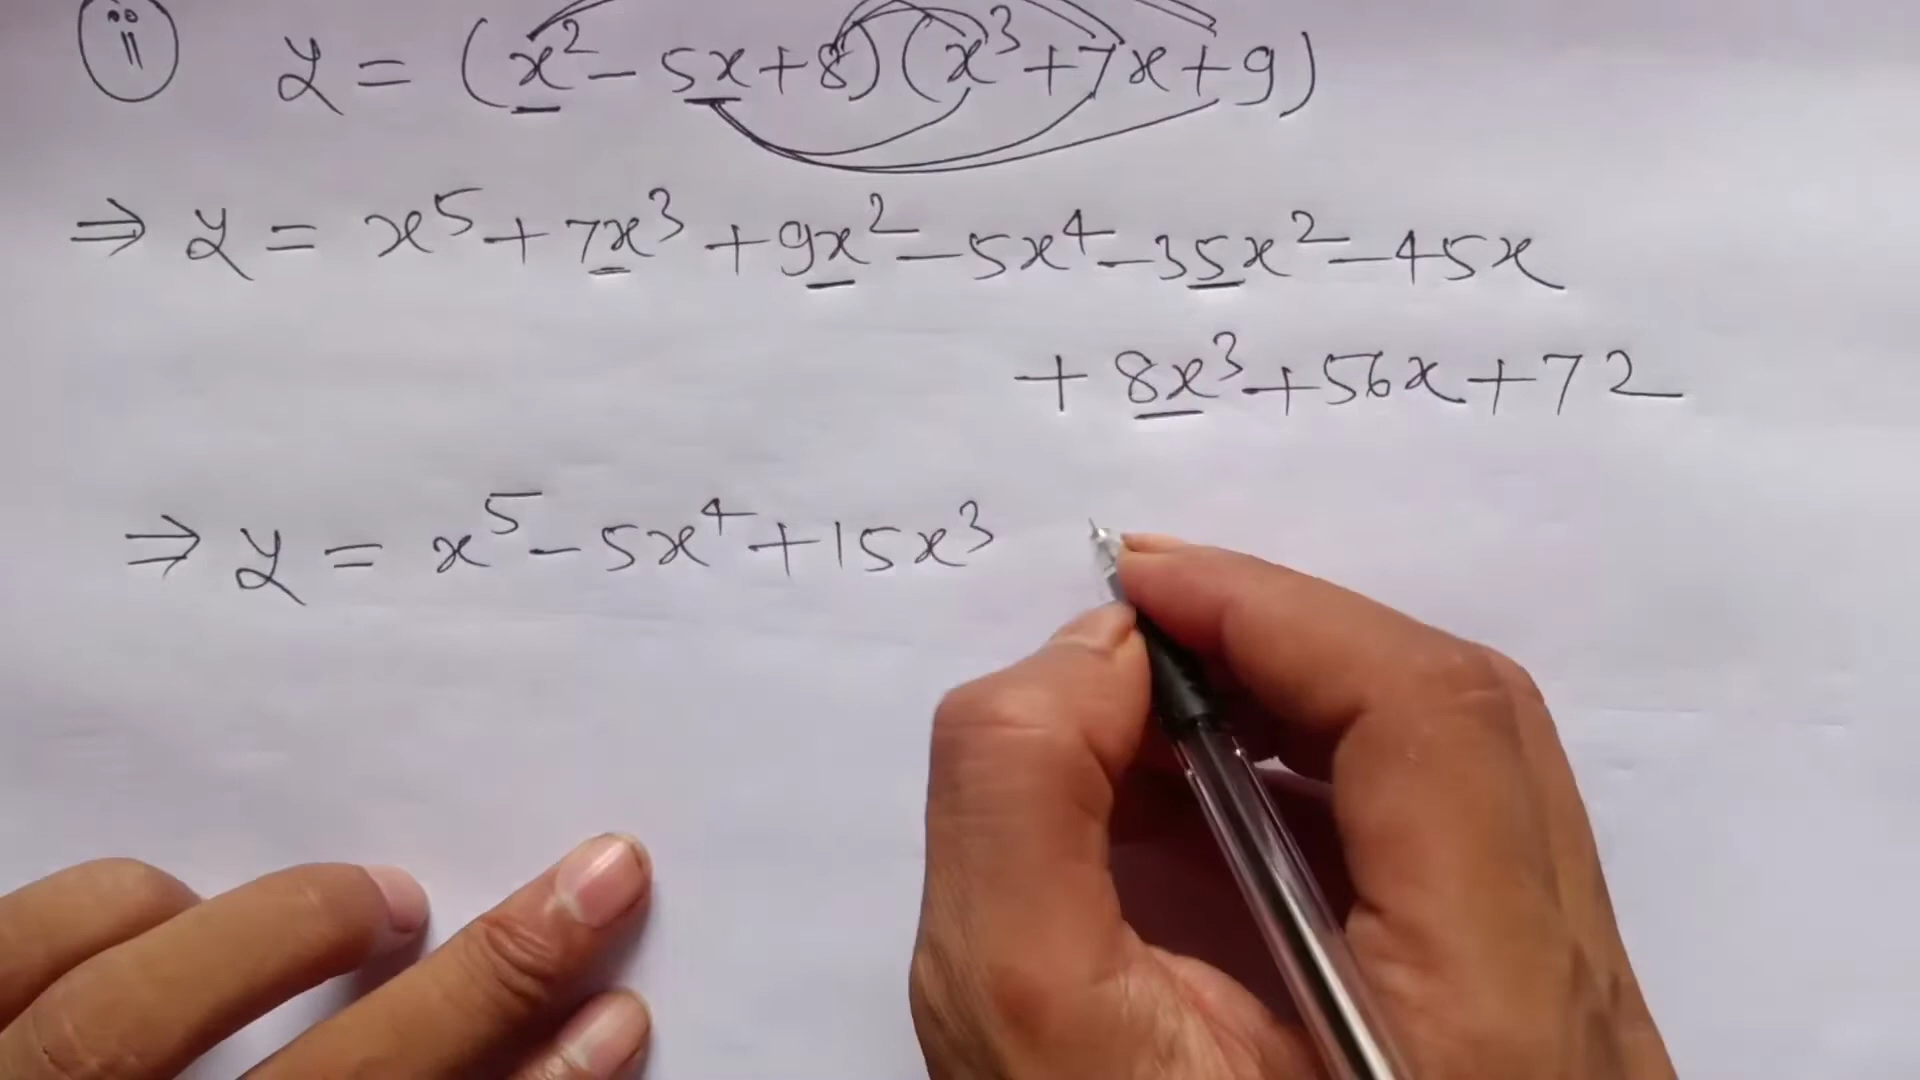 ii y = (x² - 5x + 8)(x³ + 7x + 9)
⇒ y = x⁵ + 7x³ + 9x² - 5x⁴ - 35x² - 45x
+ 8x³ + 56x + 72
⇒ y = x⁵ - 5x⁴ + 15x³